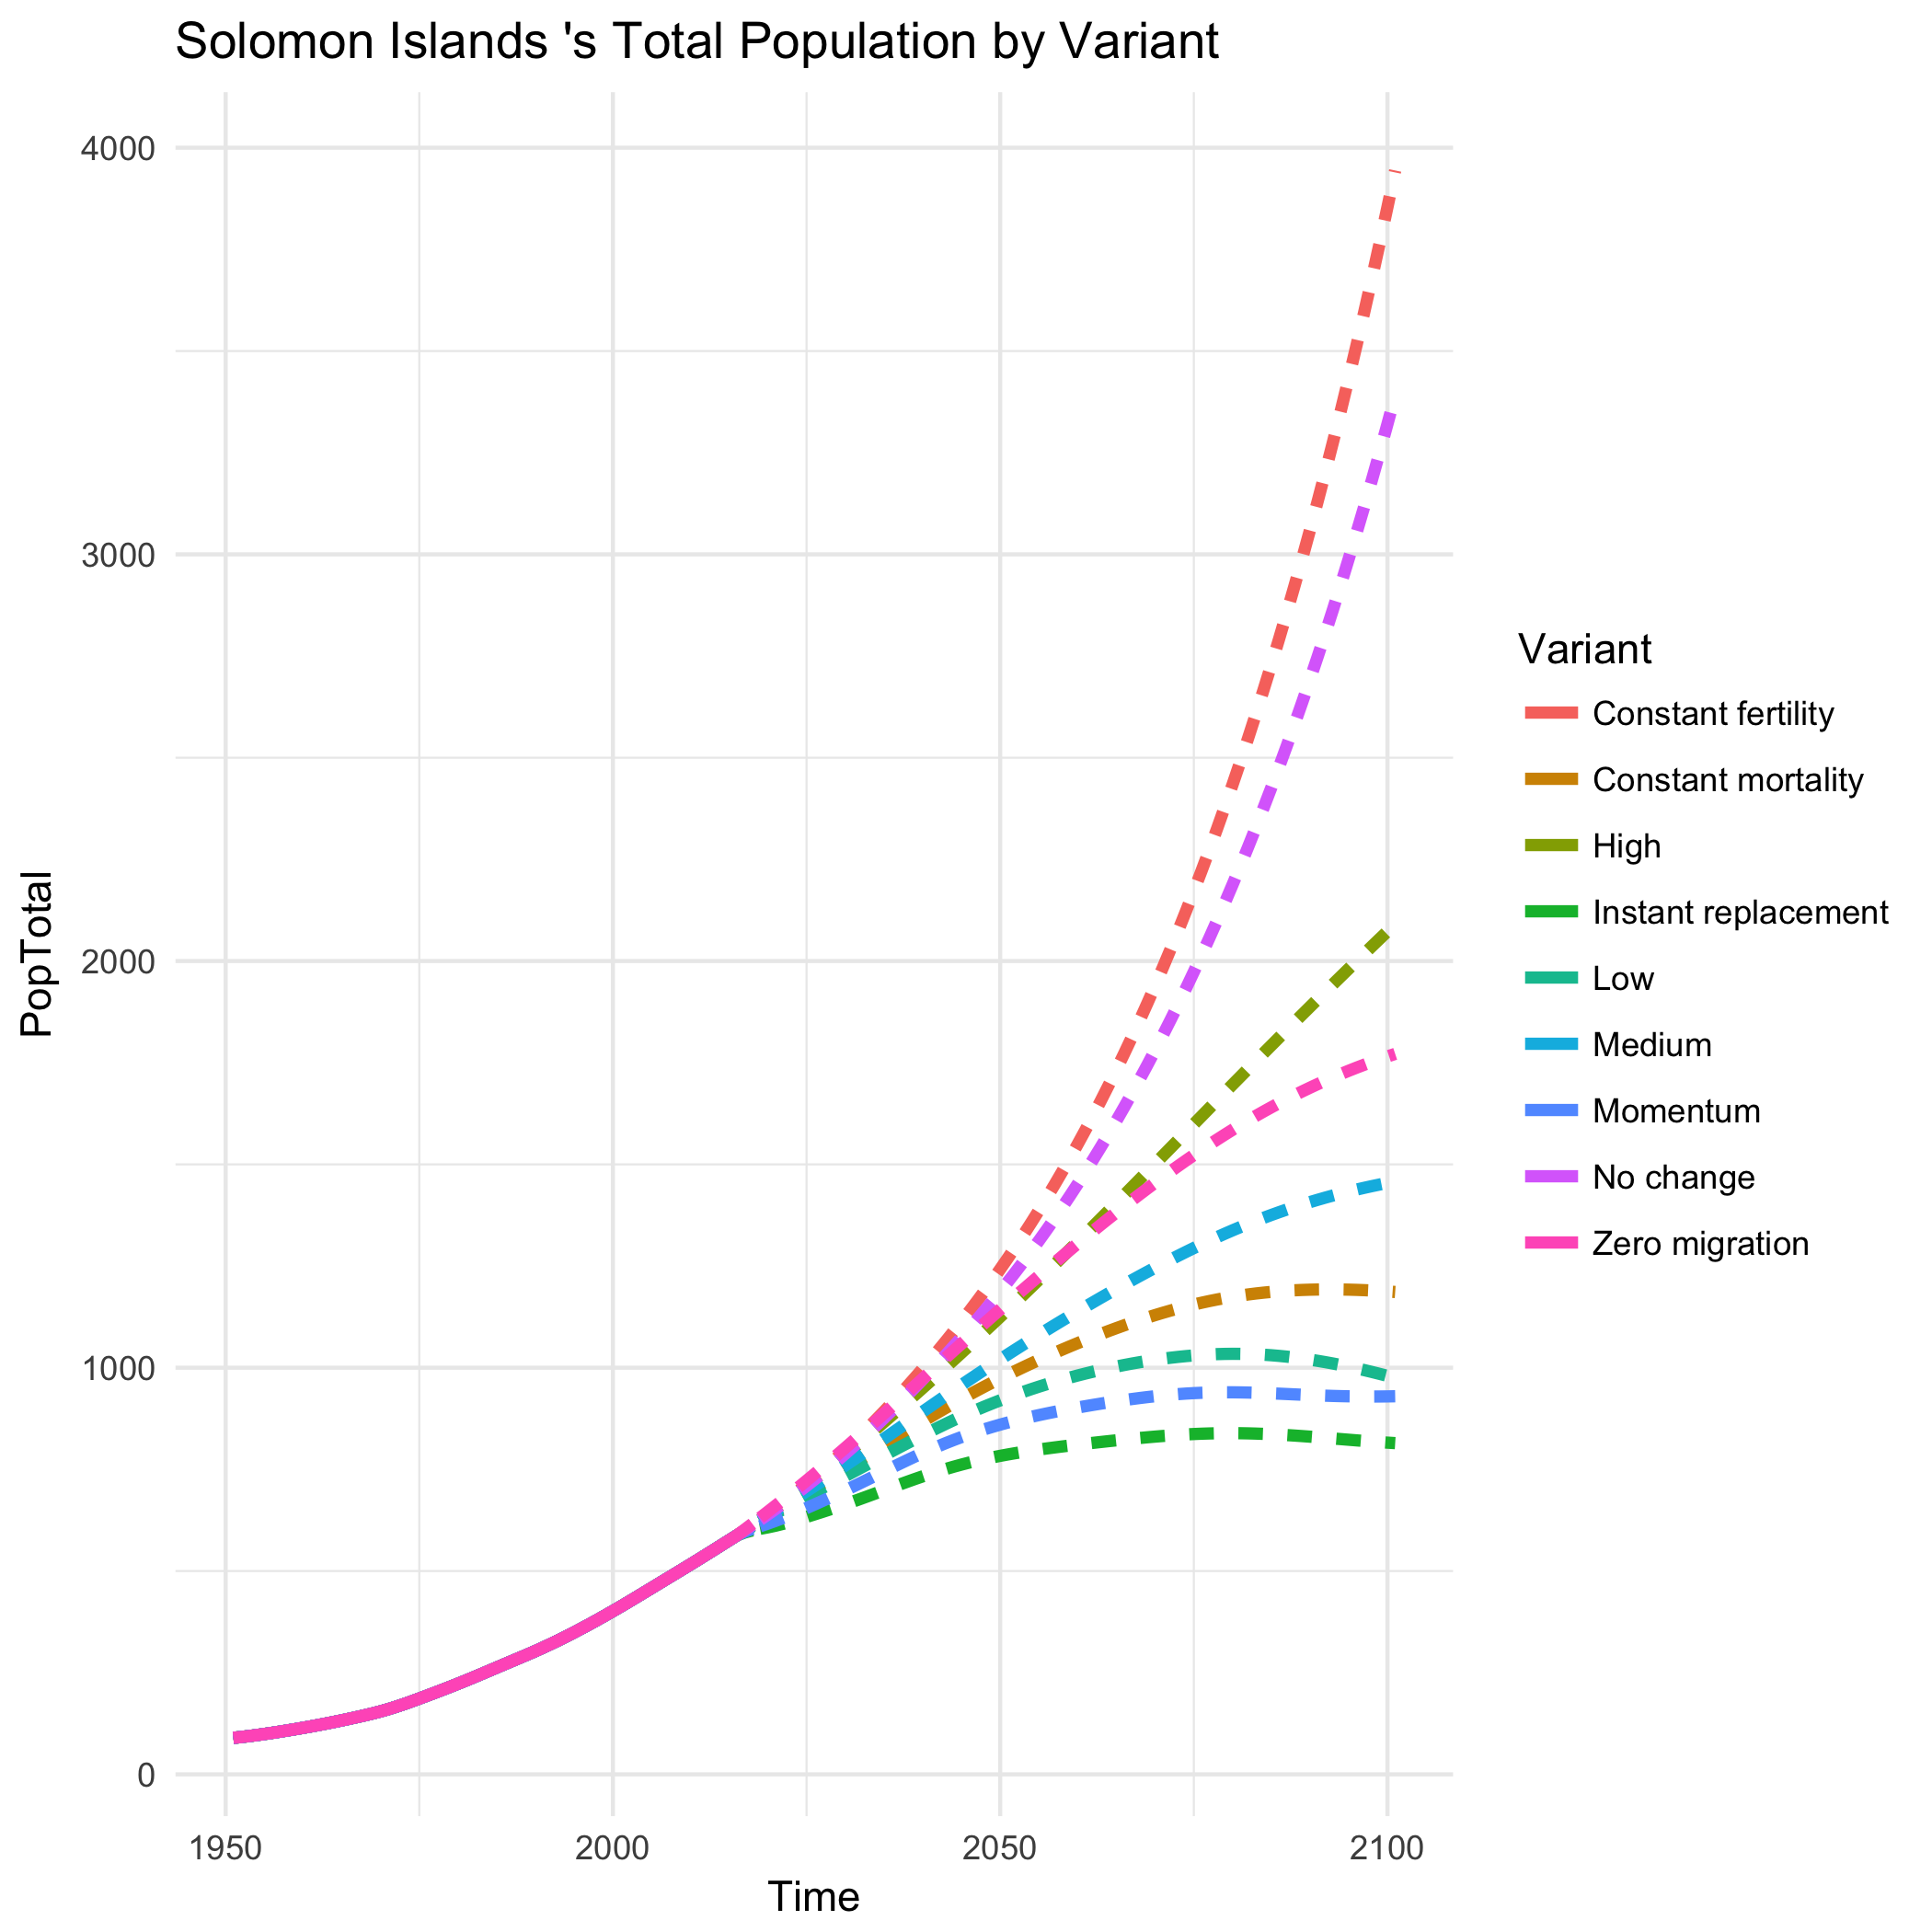 Solomon Islands 's Total Population by Variant
4000
3000
2000
1000
0
PopTotal
1950
2000
2050
2100
Time
Variant
Constant fertility
Constant mortality
High
Instant replacement
Low
Medium
Momentum
No change
Zero migration